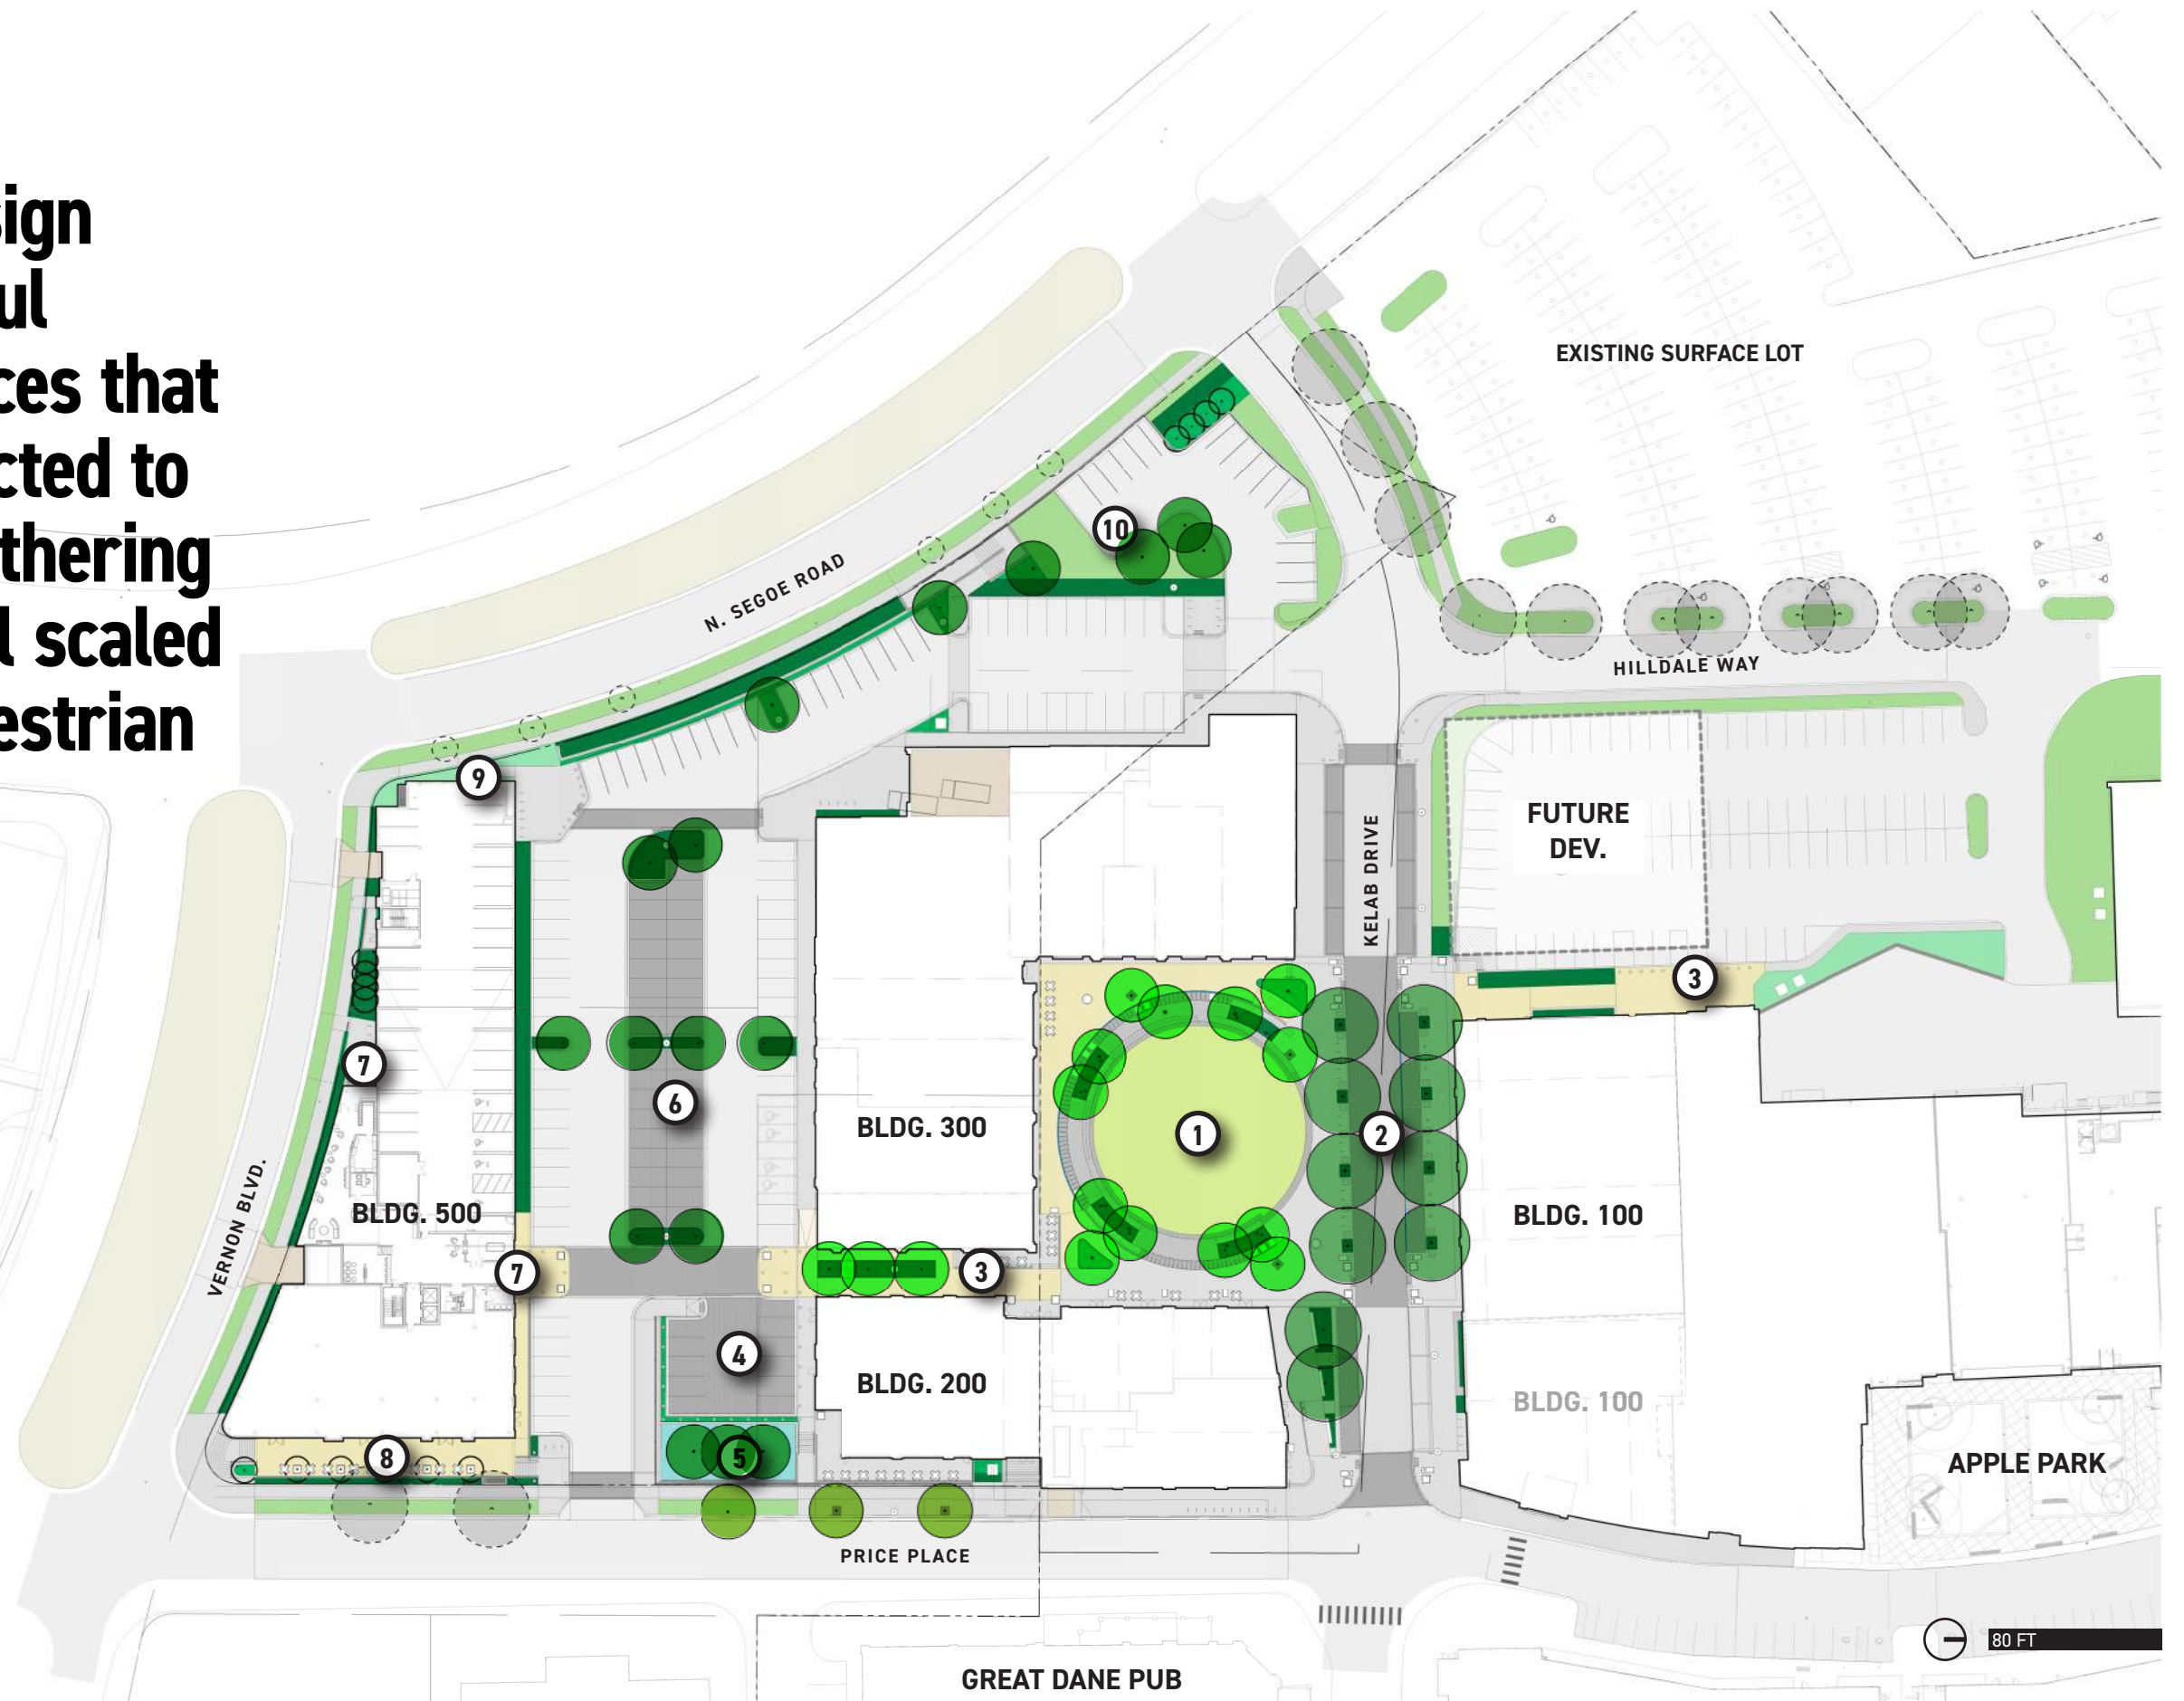 sign
ul
ces that
cted to
thering
l scaled
estrian
EXISTING SURFACE LOT
10
N. SEGOE ROAD
HILLDALE WAY
9
FUTURE
DEV.
KELAB DRIVE
3
7
6
BLDG. 300
1
2
BLDG. 500
BLDG. 100
VERNON BLVD.
7
3
4
BLDG. 200
BLDG. 100
8
5
APPLE PARK
PRICE PLACE
80 FT
GREAT DANE PUB